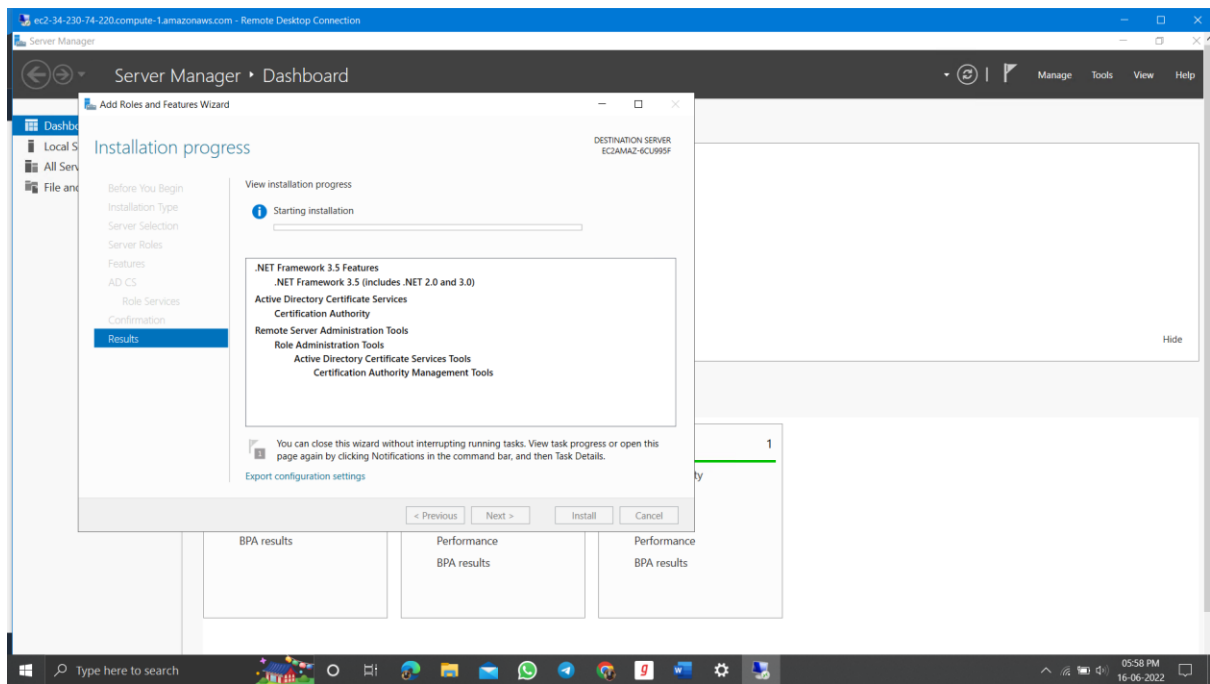 ec2-34-230-74-220.compute-1.amazonaws.com - Remote Desktop Connection
Server Manager
Server Manager • Dashboard
Manage Tools View Help
Add Roles and Features Wizard
Dashbo
Local S
All Serv
File and
Installation progress
DESTINATION SERVER
EC2AMAZ-6CU995F
Before You Begin
Installation Type
Server Selection
Server Roles
Features
AD CS
Role Services
Confirmation
Results
View installation progress
Starting installation
.NET Framework 3.5 Features
.NET Framework 3.5 (includes .NET 2.0 and 3.0)
Active Directory Certificate Services
Certification Authority
Remote Server Administration Tools
Role Administration Tools
Active Directory Certificate Services Tools
Certification Authority Management Tools
1
You can close this wizard without interrupting running tasks. View task progress or open this
page again by clicking Notifications in the command bar, and then Task Details.
Export configuration settings
< Previous Next > Install Cancel
Hide
1
ty
BPA results
Performance
BPA results
Performance
BPA results
Type here to search
05:58 PM
16-06-2022